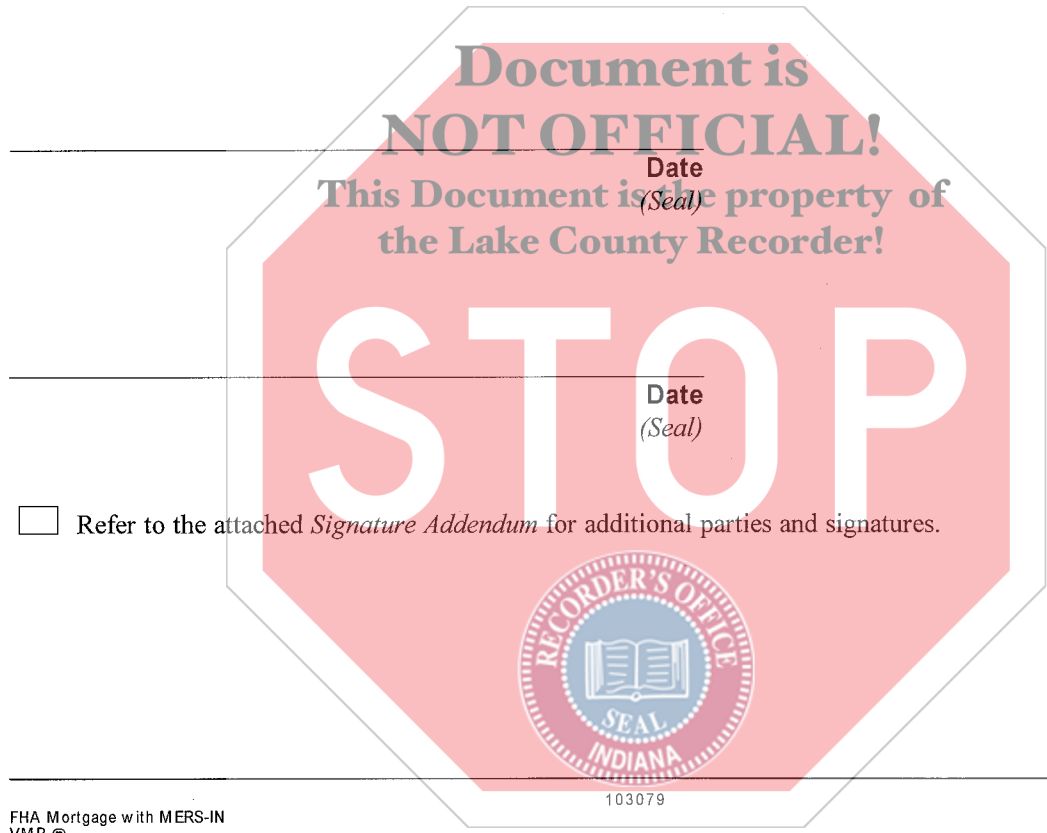 Document is
NOT OFFICIAL!
Date
This Document is the property of
(Seal)
the Lake County Recorder!
STOP
Date
(Seal)
Refer to the attached Signature Addendum for additional parties and signatures.
RECORDER'S OFFICE
SEAL
INDIANA
103079
FHA Mortgage with MERS-IN
VMP ®